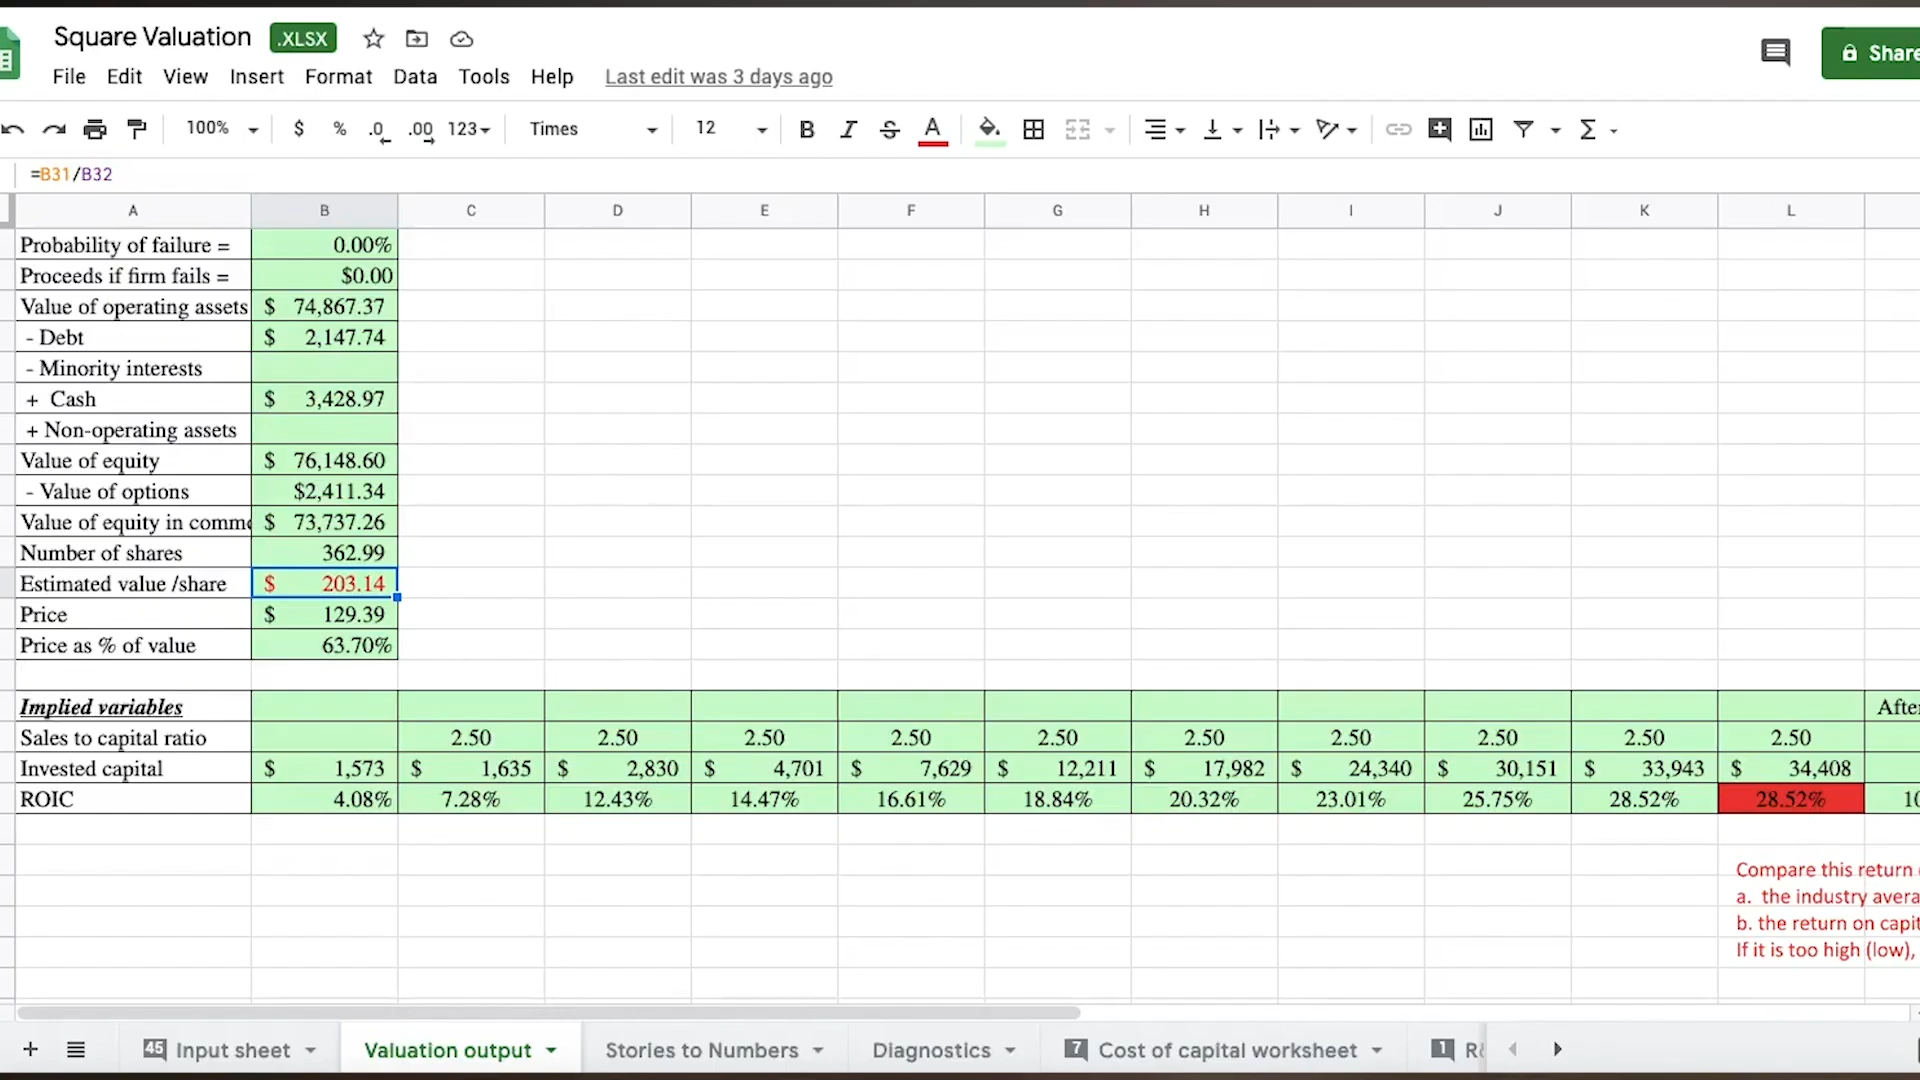 Square Valuation .XLSX
File Edit View Insert Format Data Tools Help Last edit was 3 days ago
Share
100% $ % .0 .00 123 Times 12 B I S A
=B31/B32
A B C D E F G H I J K L
Probability of failure = 0.00%
Proceeds if firm fails = $0.00
Value of operating assets $ 74,867.37
- Debt $ 2,147.74
- Minority interests
+ Cash $ 3,428.97
+ Non-operating assets
Value of equity $ 76,148.60
- Value of options $2,411.34
Value of equity in commo $ 73,737.26
Number of shares 362.99
Estimated value /share $ 203.14
Price $ 129.39
Price as % of value 63.70%
Implied variables After
Sales to capital ratio 2.50 2.50 2.50 2.50 2.50 2.50 2.50 2.50 2.50 2.50
Invested capital $ 1,573 $ 1,635 $ 2,830 $ 4,701 $ 7,629 $ 12,211 $ 17,982 $ 24,340 $ 30,151 $ 33,943 $ 34,408
ROIC 4.08% 7.28% 12.43% 14.47% 16.61% 18.84% 20.32% 23.01% 25.75% 28.52% 28.52% 10
Compare this return
a. the industry avera
b. the return on capit
If it is too high (low),
45 Input sheet Valuation output Stories to Numbers Diagnostics 7 Cost of capital worksheet 1